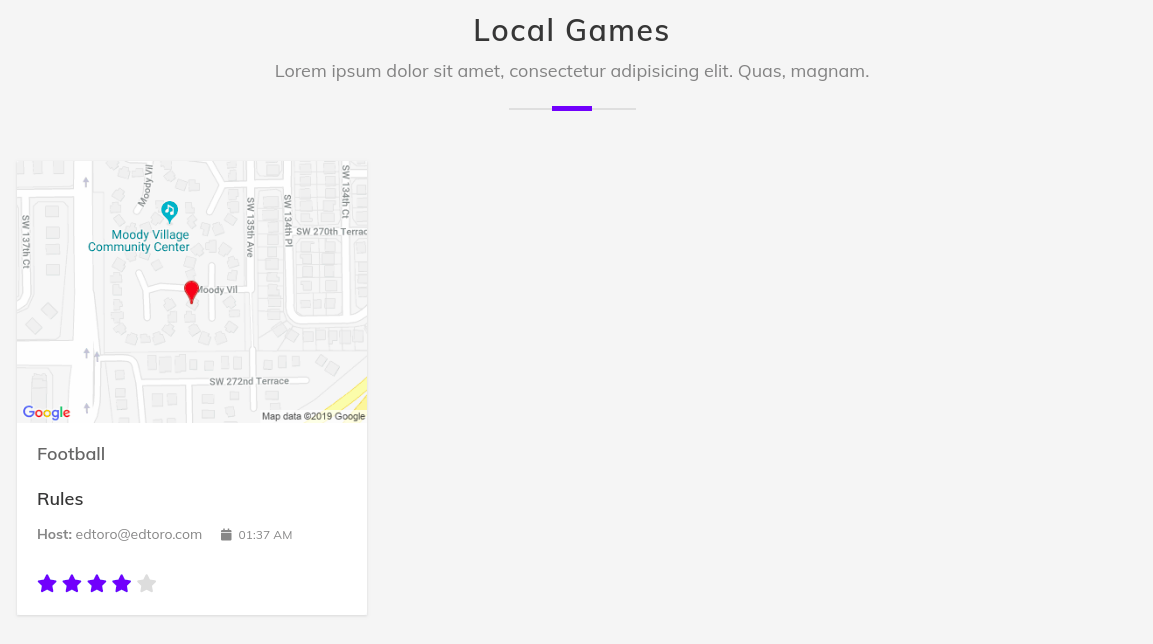 Local Games
Lorem ipsum dolor sit amet, consectetur adipisicing elit. Quas, magnam.
Moody Vil
SW 134th Ct
SW 137th Ct
SW 135th Ave
SW 134th Pl
SW 270th Terrac
Moody Village
Community Center
Moody Vil
SW 272nd Terrace
Google
Map data ©2019 Google
Football
Rules
Host: edtoro@edtoro.com 01:37 AM